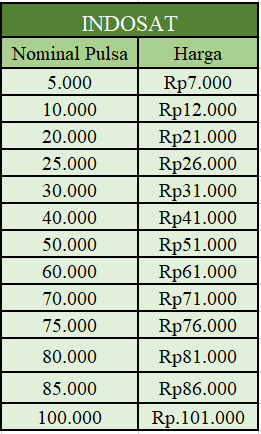 INDOSAT
Nominal Pulsa Harga
5.000 Rp7.000
10.000 Rp12.000
20.000 Rp21.000
25.000 Rp26.000
30.000 Rp31.000
40.000 Rp41.000
50.000 Rp51.000
60.000 Rp61.000
70.000 Rp71.000
75.000 Rp76.000
80.000 Rp81.000
85.000 Rp86.000
100.000 Rp.101.000